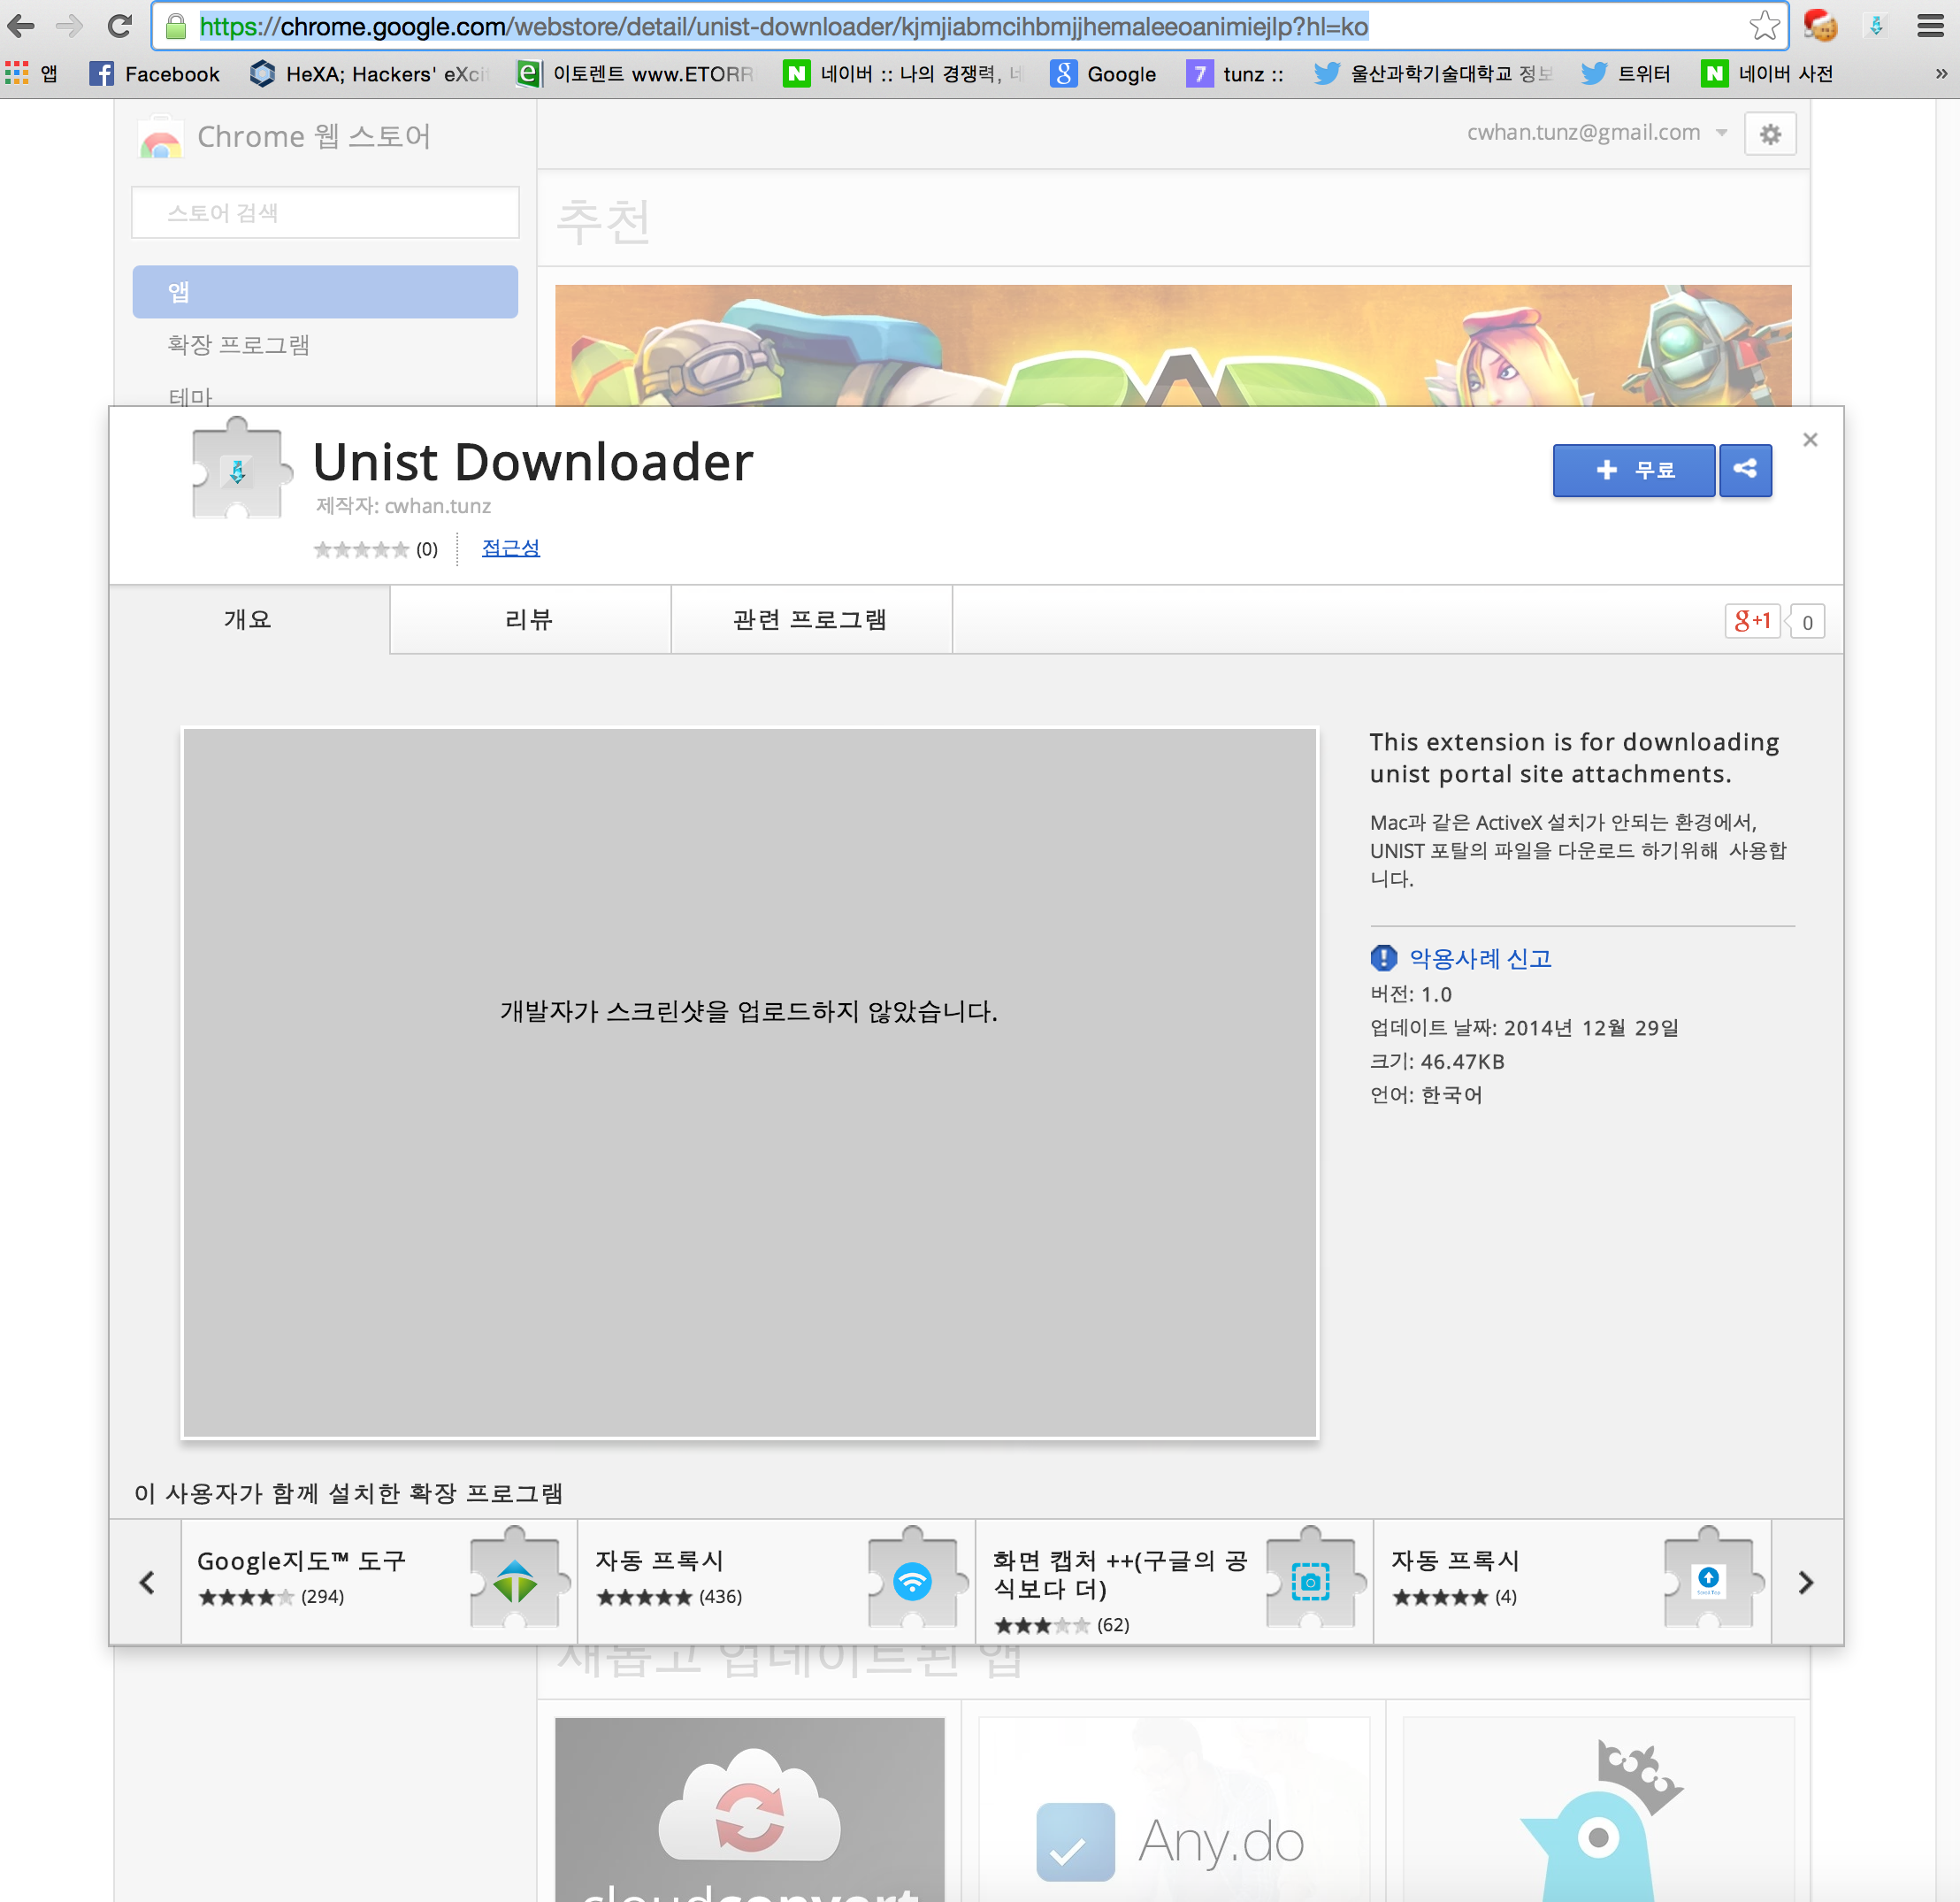 https://chrome.google.com/webstore/detail/unist-downloader/kjmjiabmcihbmjjhemaleeoanimiejlp?hl=ko
앱 Facebook HeXA; Hackers' eXci 이토렌트 www.ETORR 네이버 :: 나의 경쟁력, 네 Google tunz :: 울산과학기술대학교 정보 트위터 네이버 사전 »
Chrome 웹 스토어
cwhan.tunz@gmail.com
스토어 검색
추천
앱
확장 프로그램
테마
Unist Downloader
제작자: cwhan.tunz
(0) 접근성
+ 무료
개요 리뷰 관련 프로그램
g+1 0
This extension is for downloading
unist portal site attachments.
Mac과 같은 ActiveX 설치가 안되는 환경에서,
UNIST 포탈의 파일을 다운로드 하기위해 사용합
니다.
악용사례 신고
버전: 1.0
업데이트 날짜: 2014년 12월 29일
크기: 46.47KB
언어: 한국어
개발자가 스크린샷을 업로드하지 않았습니다.
이 사용자가 함께 설치한 확장 프로그램
Google지도™ 도구
(294)
자동 프록시
(436)
화면 캡처 ++(구글의 공
식보다 더)
(62)
자동 프록시
(4)
새롭고 업데이트된 앱
cloudconvert
Any.do